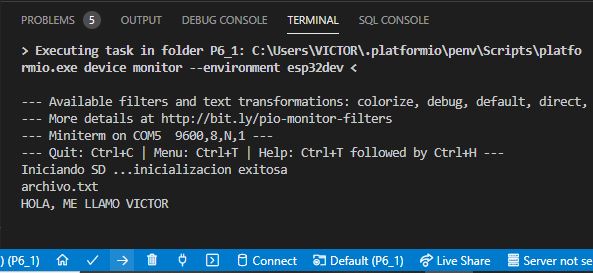 PROBLEMS 5 OUTPUT DEBUG CONSOLE TERMINAL SQL CONSOLE
> Executing task in folder P6_1: C:\Users\VICTOR\.platformio\penv\Scripts\platfo
rmio.exe device monitor --environment esp32dev <
--- Available filters and text transformations: colorize, debug, default, direct,
--- More details at http://bit.ly/pio-monitor-filters
--- Miniterm on COM5  9600,8,N,1 ---
--- Quit: Ctrl+C | Menu: Ctrl+T | Help: Ctrl+T followed by Ctrl+H ---
Iniciando SD ...inicializacion exitosa
archivo.txt
HOLA, ME LLAMO VICTOR
) (P6_1) Connect Default (P6_1) Live Share Server not se